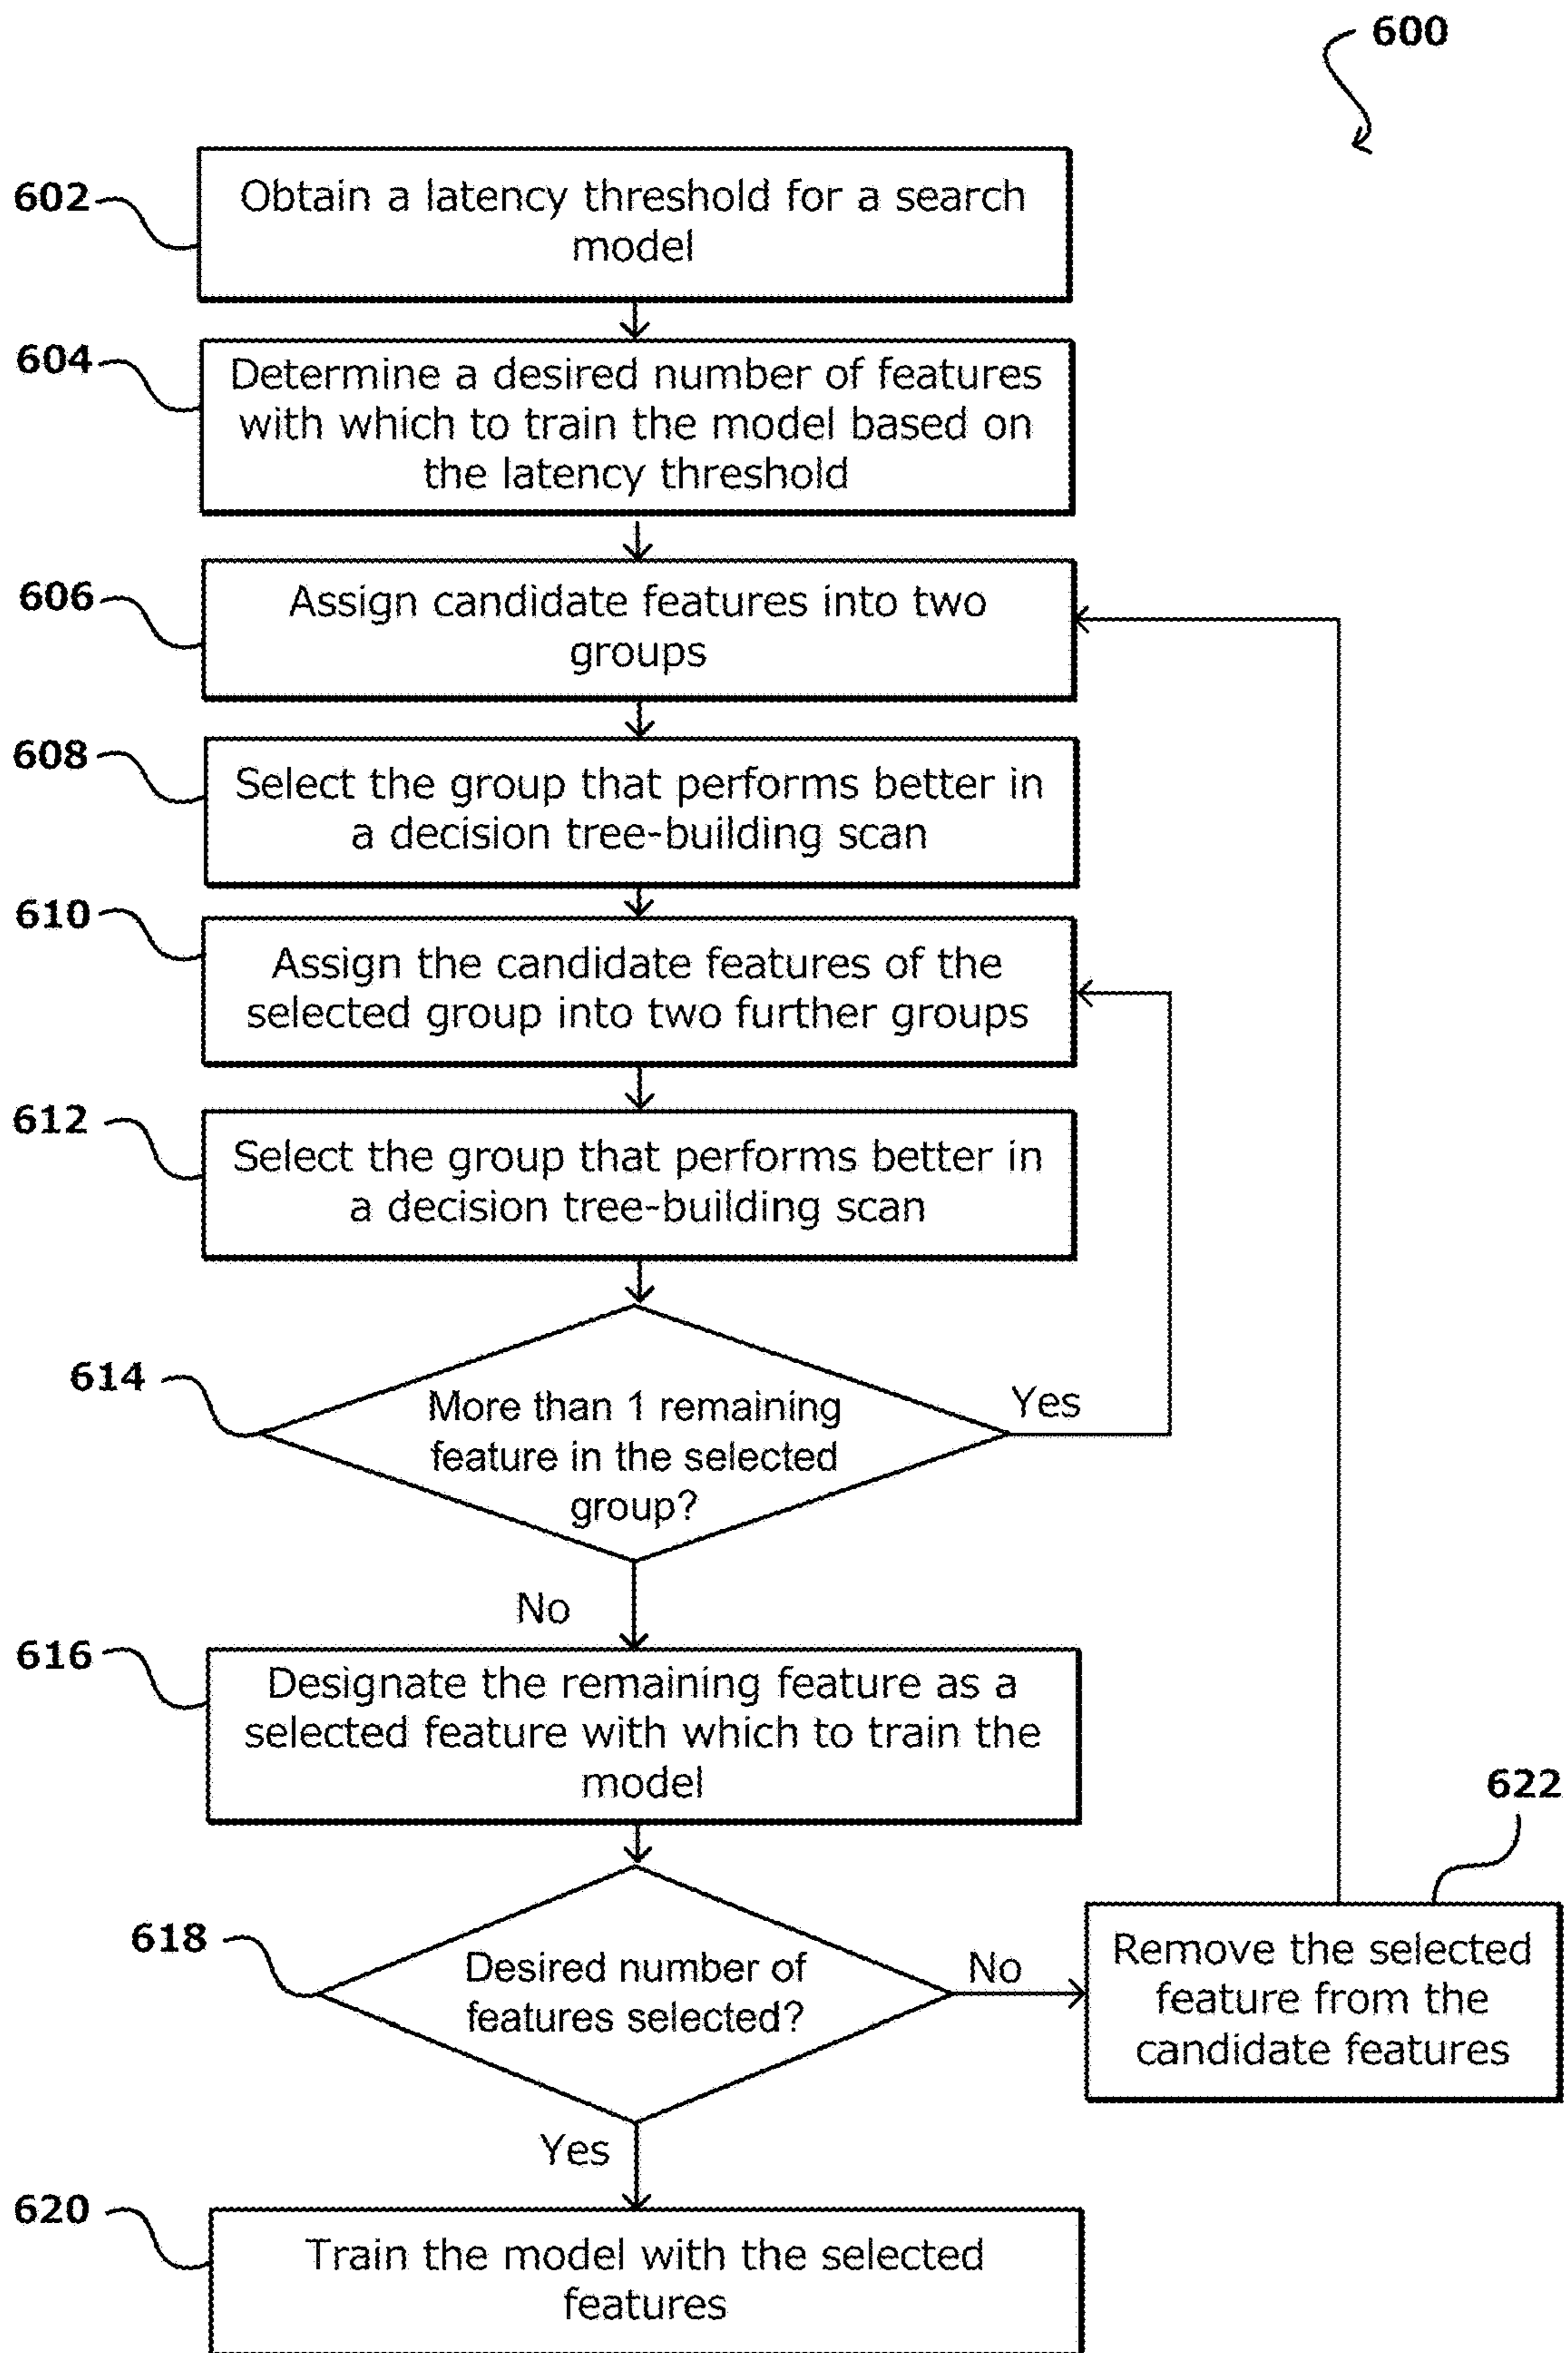 600
602
Obtain a latency threshold for a search
model
604
Determine a desired number of features
with which to train the model based on
the latency threshold
606
Assign candidate features into two
groups
608
Select the group that performs better in
a decision tree-building scan
610
Assign the candidate features of the
selected group into two further groups
612
Select the group that performs better in
a decision tree-building scan
614
More than 1 remaining
feature in the selected
group?
Yes
No
616
Designate the remaining feature as a
selected feature with which to train the
model
622
618
Desired number of
features selected?
No
Remove the selected
feature from the
candidate features
Yes
620
Train the model with the selected
features